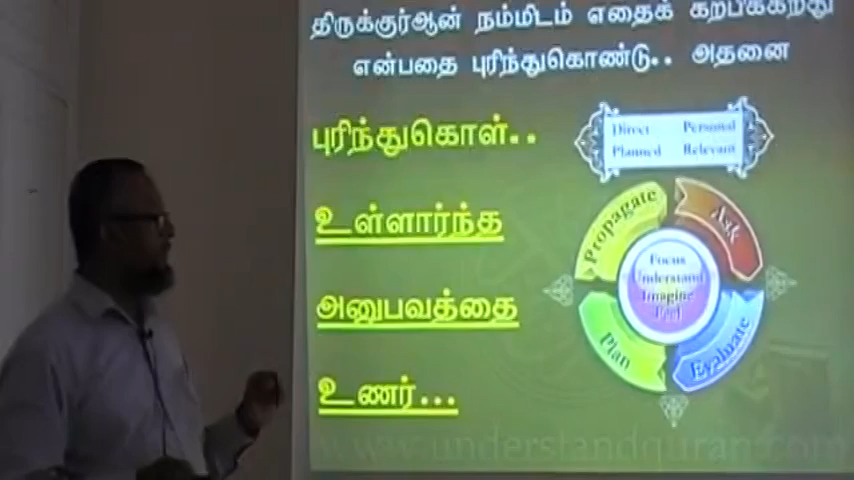 திருக்குர்ஆன் நம்மிடம் எதைக் கற்பிக்கிறது
என்பதை புரிந்துகொண்டு.. அதனை
புரிந்துகொள்..
உள்ளார்ந்த
அனுபவத்தை
உணர்...
Direct Personal
Planned Relevant
Propagate
Ask
Focus
Understand
Imagine
Feel
Plan
Evaluate
www.understandquran.com